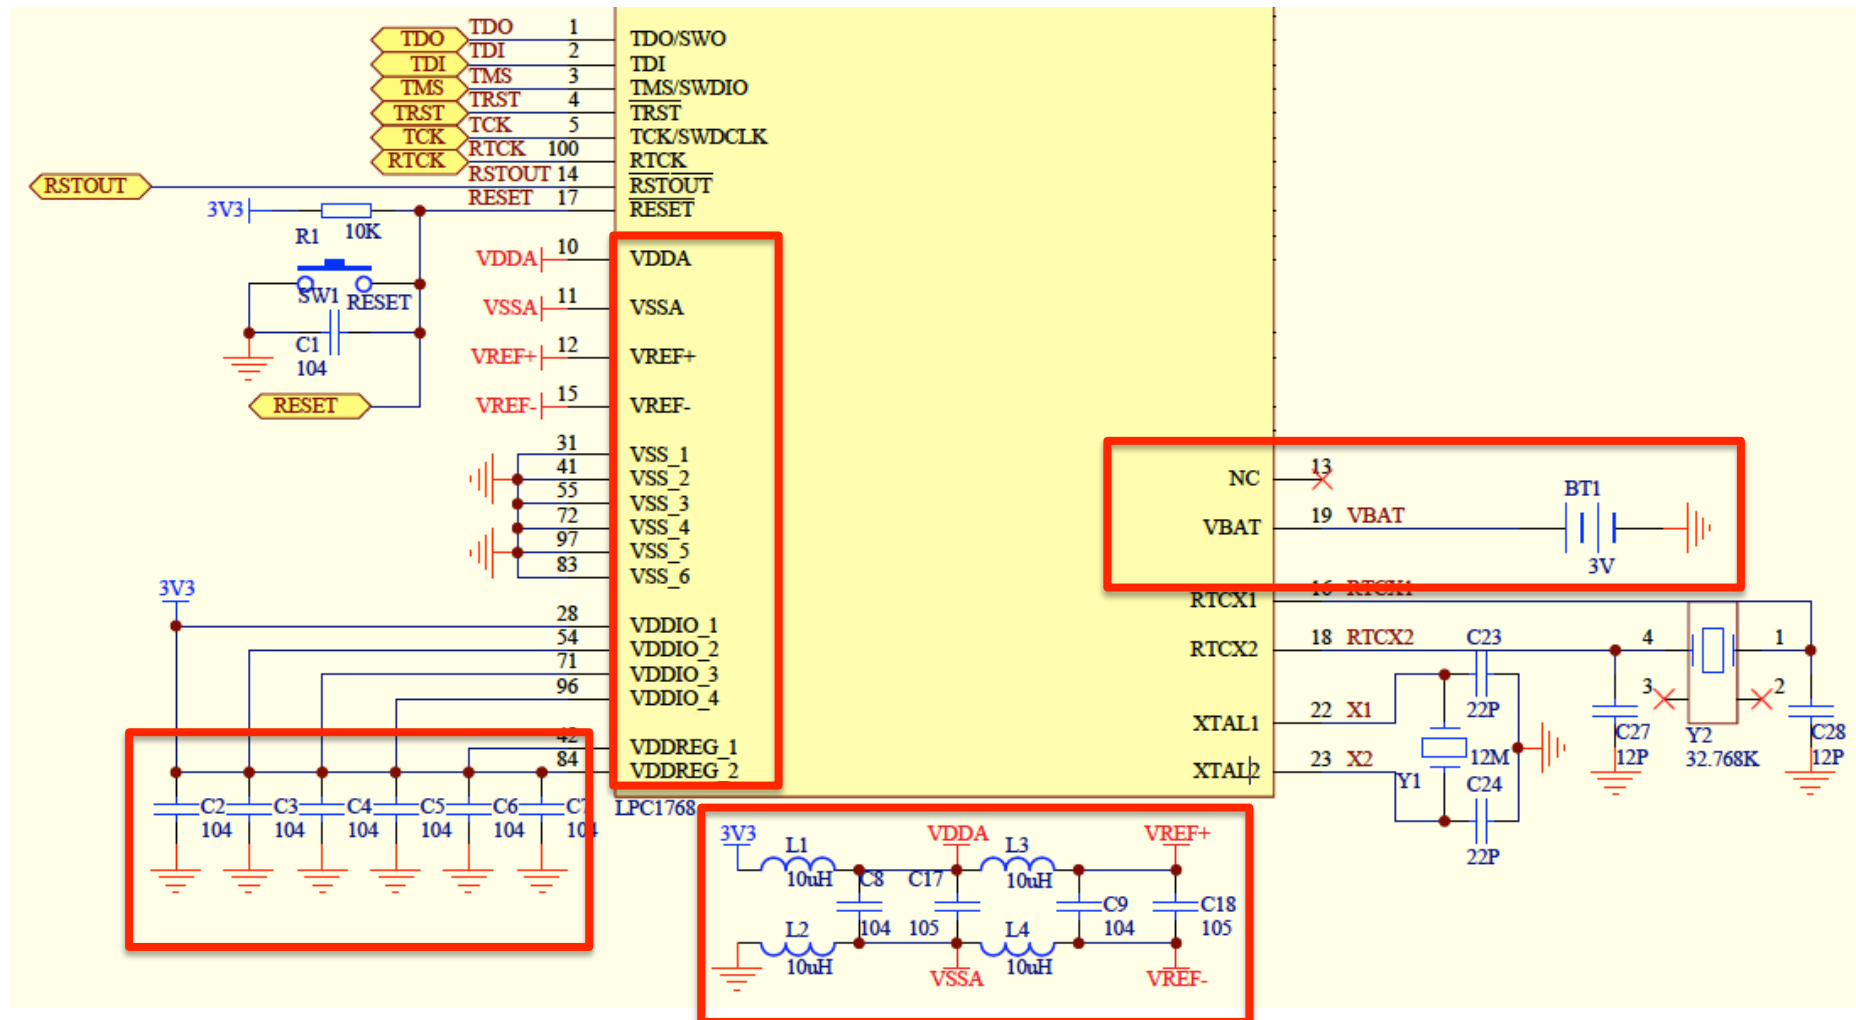 TDO TDO 1 TDO/SWO
TDI TDI 2 TDI
TMS TMS 3 TMS/SWDIO
TRST TRST 4 TRST
TCK TCK 5 TCK/SWDCLK
RTCK RTCK 100 RTCK
RSTOUT RSTOUT 14 RSTOUT
3V3 RESET 17 RESET
R1 10K
VDDA 10 VDDA
SW1 RESET
VSSA 11 VSSA
C1
104
VREF+ 12 VREF+
RESET
VREF- 15 VREF-
31 VSS_1
41 VSS_2
55 VSS_3
72 VSS_4
97 VSS_5
83 VSS_6
3V3
28 VDDIO_1
54 VDDIO_2
71 VDDIO_3
96 VDDIO_4
42 VDDREG_1
84 VDDREG_2
C2 C3 C4 C5 C6 C7
104 104 104 104 104 104
LPC1768
NC 13
BT1
VBAT 19 VBAT
3V
RTCX1 16 RTCX1
RTCX2 18 RTCX2 C23 4 1
3 2
22P
XTAL1 22 X1
C27 Y2 C28
12P 32.768K 12P
XTAL2 23 X2 12M
Y1 C24
22P
3V3 VDDA VREF+
L1 L3
10uH C8 C17 10uH
C9 C18
L2 104 105 L4 104 105
10uH VSSA 10uH VREF-